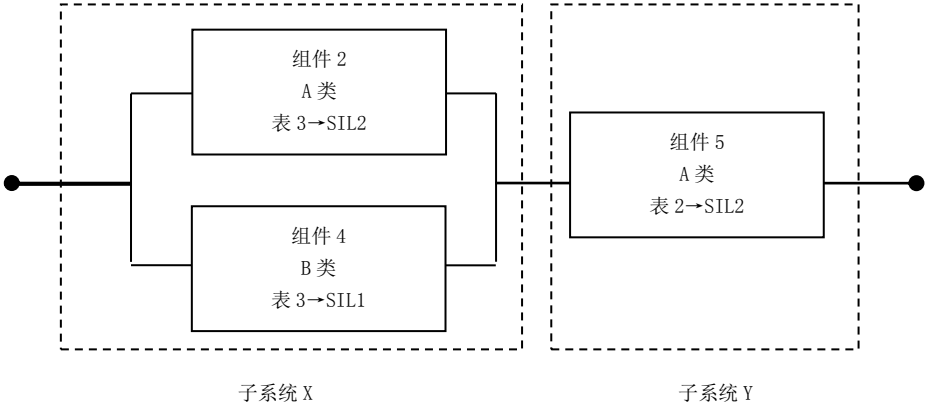 组件 2
A 类
表 3→SIL2
组件 4
B 类
表 3→SIL1
组件 5
A 类
表 2→SIL2
子系统 X
子系统 Y